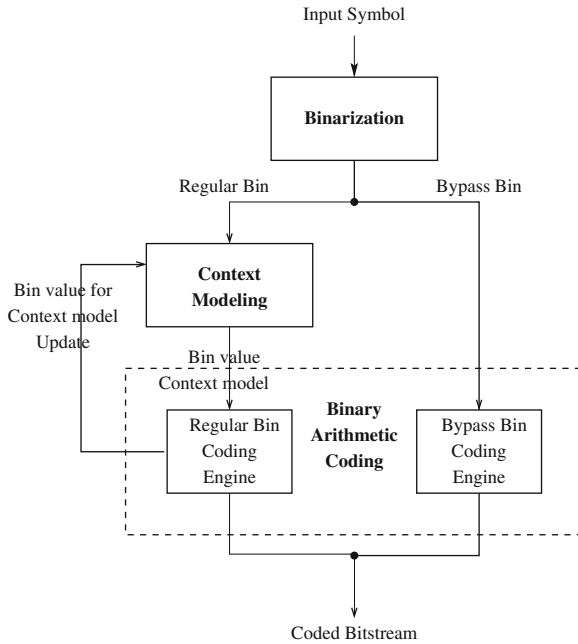 Input Symbol
Binarization
Regular Bin
Bypass Bin
Context
Modeling
Bin value for
Context model
Update
Bin value
Context model
Binary
Arithmetic
Coding
Regular Bin
Coding
Engine
Bypass Bin
Coding
Engine
Coded Bitstream